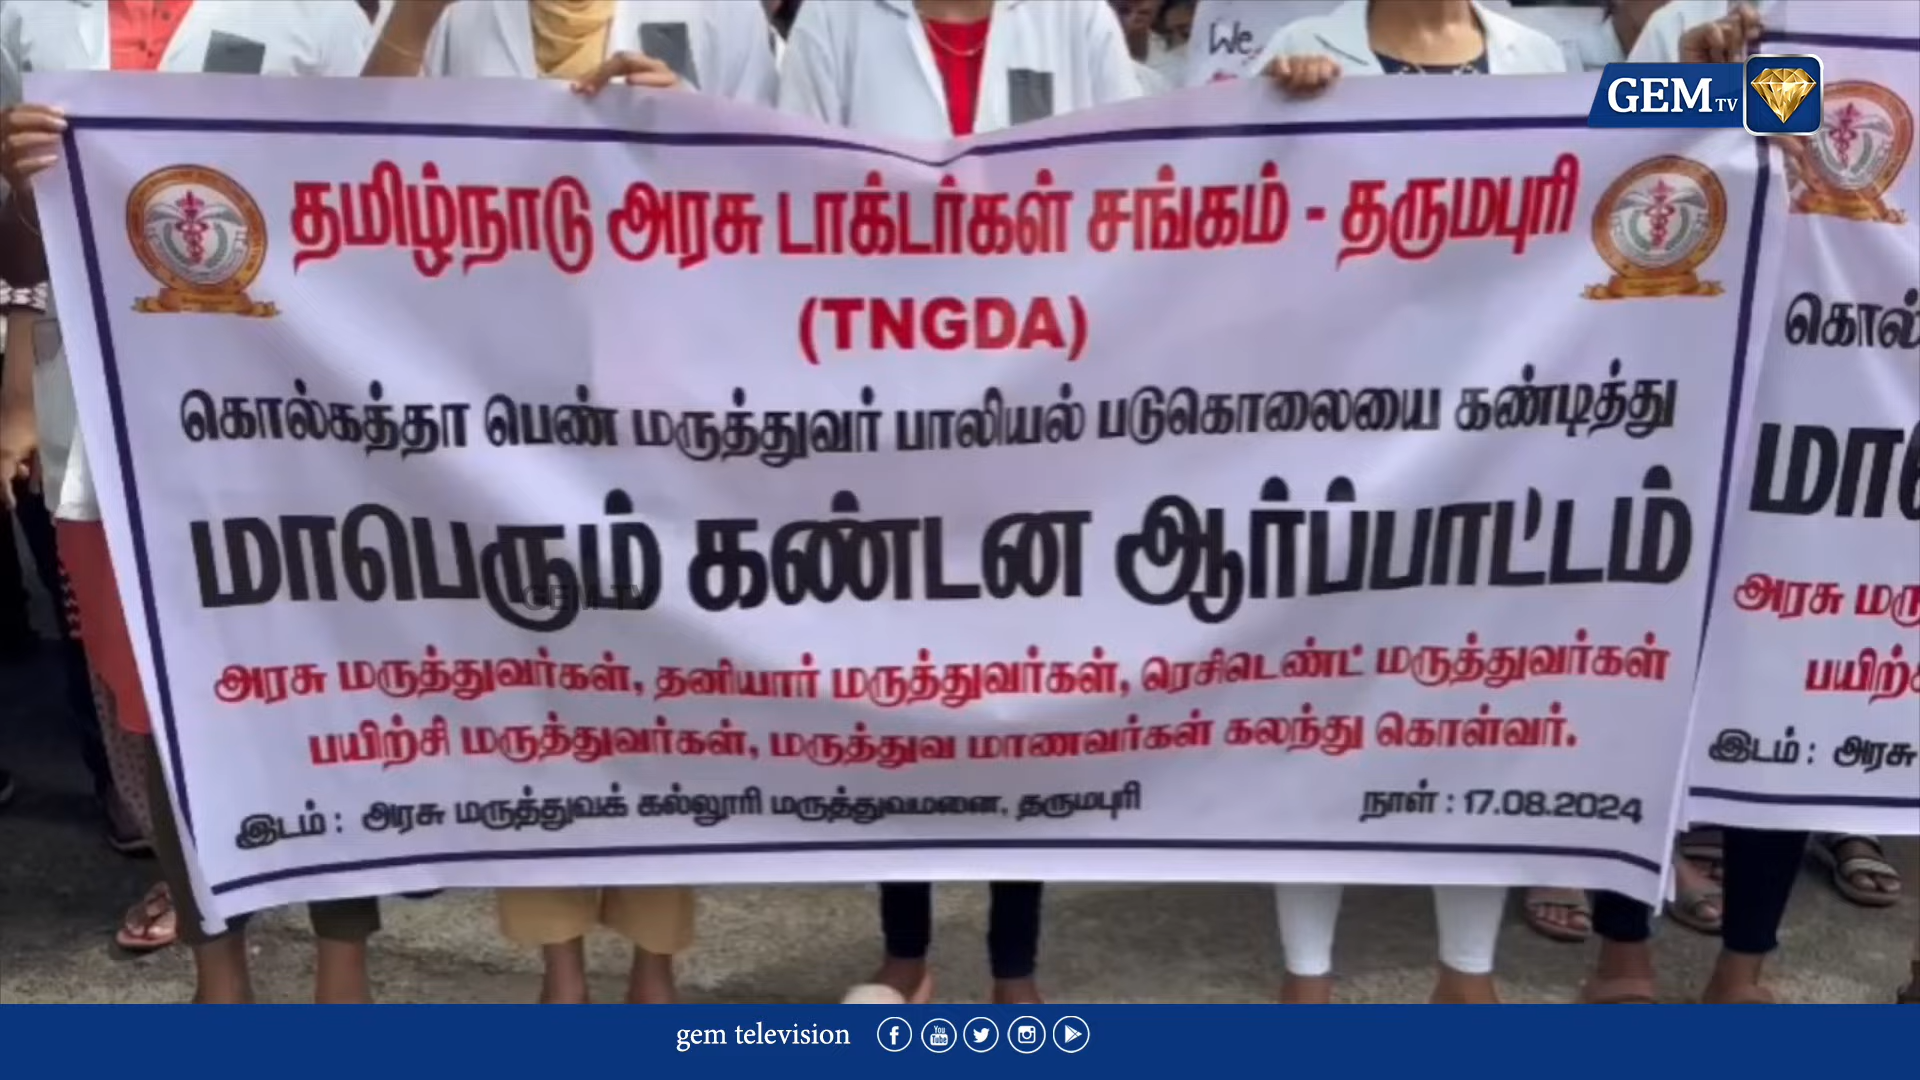 We
GEM TV
தமிழ்நாடு அரசு டாக்டர்கள் சங்கம் - தருமபுரி
(TNGDA)
கொல்கத்தா பெண் மருத்துவர் பாலியல் படுகொலையை கண்டித்து
மாபெரும் கண்டன ஆர்ப்பாட்டம்
GEM TV
அரசு மருத்துவர்கள், தனியார் மருத்துவர்கள், ரெசிடெண்ட் மருத்துவர்கள்
பயிற்சி மருத்துவர்கள், மருத்துவ மாணவர்கள் கலந்து கொள்வர்.
இடம் : அரசு மருத்துவக் கல்லூரி மருத்துவமனை, தருமபுரி நாள் : 17.08.2024
இடம் : அரசு
gem television